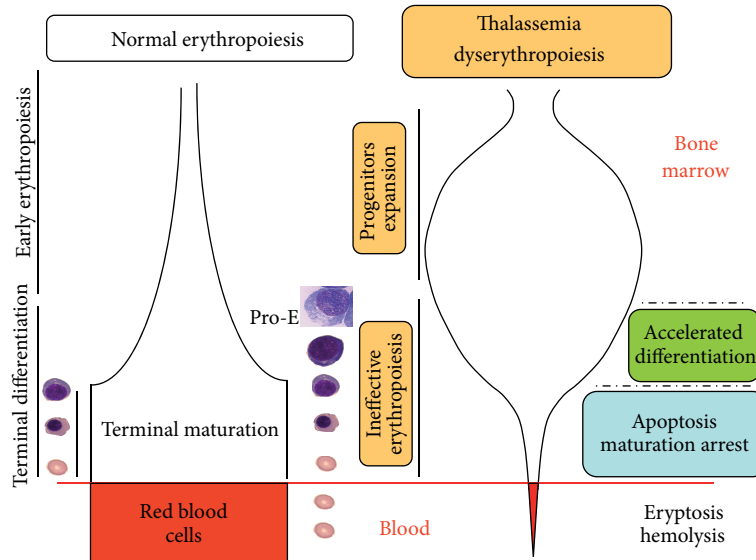 Normal erythropoiesis
Thalassemia
dyserythropoiesis
Early erythropoiesis
Progenitors
expansion
Bone
marrow
Terminal differentiation
Pro-E
Ineffective
erythropoiesis
Accelerated
differentiation
Terminal maturation
Apoptosis
maturation arrest
Red blood
cells
Blood
Eryptosis
hemolysis